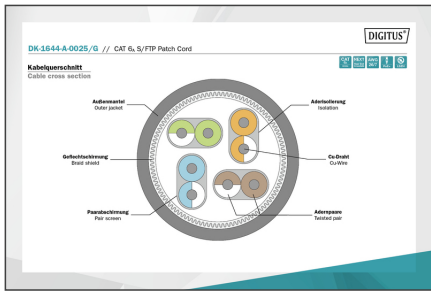 DIGITUS®
DK-1644-A-0025/G // CAT 6A S/FTP Patch Cord
Kabelquerschnitt
Cable cross section
Außenmantel
Outer jacket
Aderisolierung
Isolation
Geflechtschirmung
Braid shield
Cu-Draht
Cu-Wire
Paarabschirmung
Pair screen
Adernpaare
Twisted pair